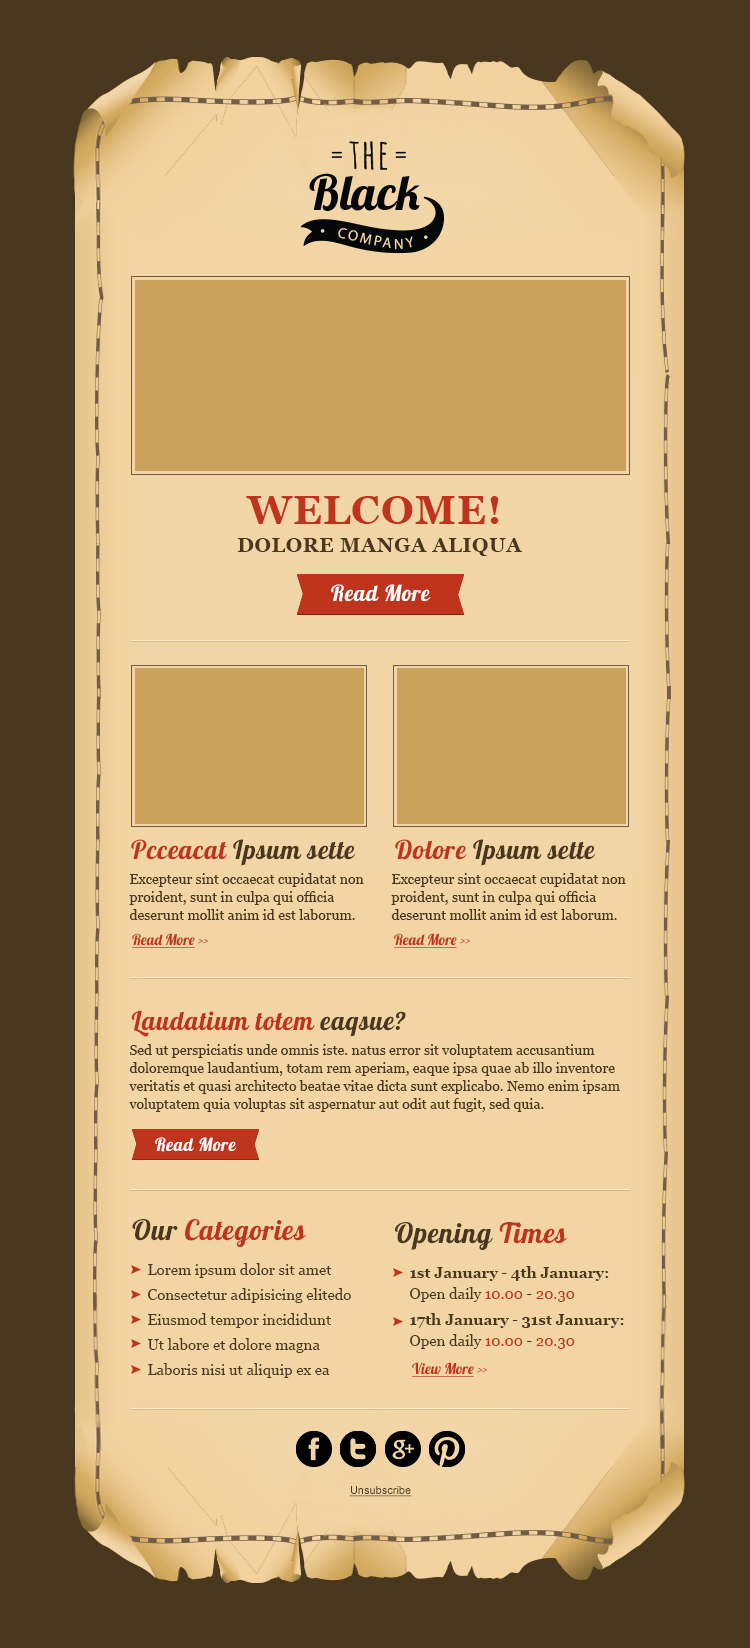 = THE =
Black
• COMPANY •
WELCOME!
DOLORE MANGA ALIQUA
Read More
Pcceacat Ipsum sette
Excepteur sint occaecat cupidatat non
proident, sunt in culpa qui officia
deserunt mollit anim id est laborum.
Read More >>
Dolore Ipsum sette
Excepteur sint occaecat cupidatat non
proident, sunt in culpa qui officia
deserunt mollit anim id est laborum.
Read More >>
Laudatium totem eaqsue?
Sed ut perspiciatis unde omnis iste. natus error sit voluptatem accusantium
doloremque laudantium, totam rem aperiam, eaque ipsa quae ab illo inventore
veritatis et quasi architecto beatae vitae dicta sunt explicabo. Nemo enim ipsam
voluptatem quia voluptas sit aspernatur aut odit aut fugit, sed quia.
Read More
Our Categories
Lorem ipsum dolor sit amet
Consectetur adipisicing elitedo
Eiusmod tempor incididunt
Ut labore et dolore magna
Laboris nisi ut aliquip ex ea
Opening Times
1st January - 4th January:
Open daily 10.00 - 20.30
17th January - 31st January:
Open daily 10.00 - 20.30
View More >>
Unsubscribe